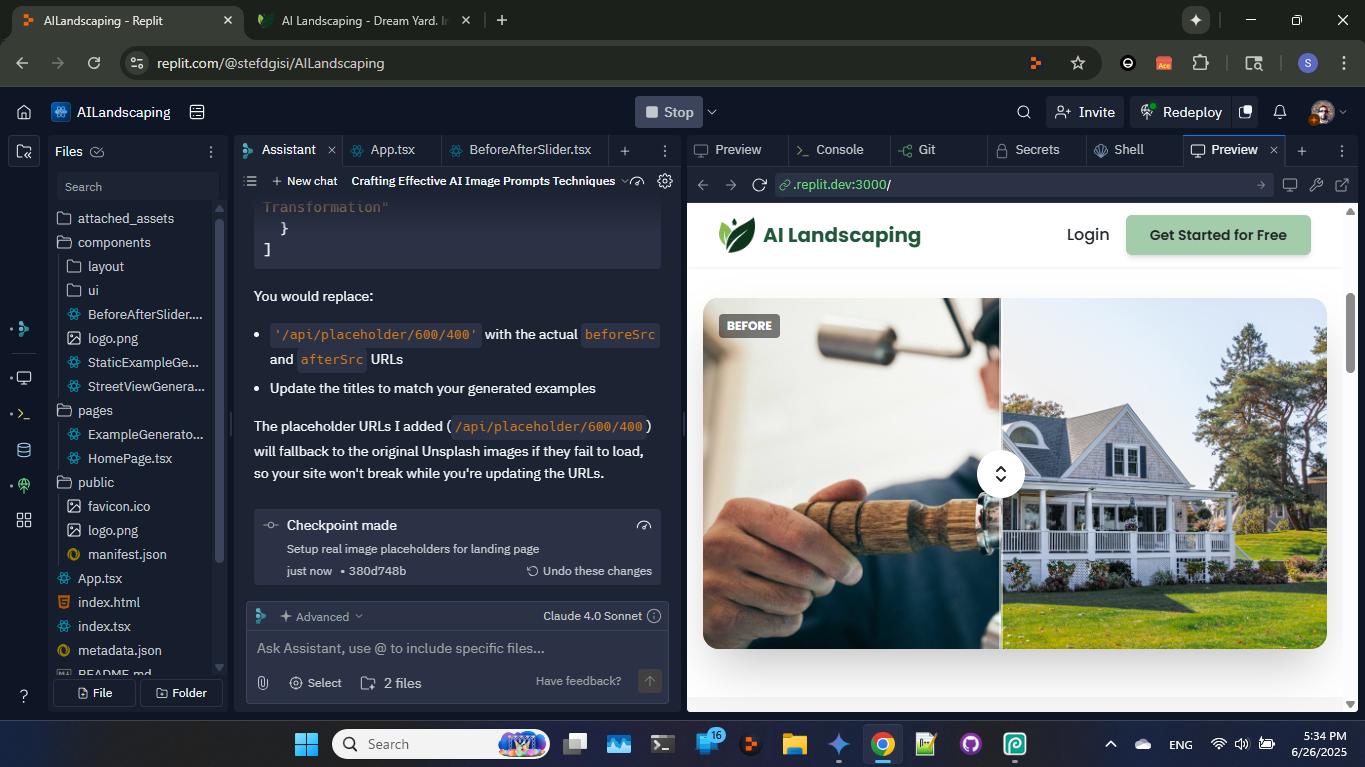 AILandscaping - Replit
AI Landscaping - Dream Yard. In
replit.com/@stefdgisi/AILandscaping
Ace
S
AILandscaping
Stop
Invite
Redeploy
Files
Search
attached_assets
components
layout
ui
BeforeAfterSlider....
logo.png
StaticExampleGe...
StreetViewGenera...
pages
ExampleGenerato...
HomePage.tsx
public
favicon.ico
logo.png
manifest.json
App.tsx
index.html
index.tsx
metadata.json
README.md
File
Folder
Assistant
App.tsx
BeforeAfterSlider.tsx
New chat
Crafting Effective AI Image Prompts Techniques
Transformation"
}
]
You would replace:
• '/api/placeholder/600/400' with the actual beforeSrc
and afterSrc URLs
• Update the titles to match your generated examples
The placeholder URLs I added ( /api/placeholder/600/400 )
will fallback to the original Unsplash images if they fail to load,
so your site won't break while you're updating the URLs.
Checkpoint made
Setup real image placeholders for landing page
just now • 380d748b
Undo these changes
Advanced
Claude 4.0 Sonnet
Ask Assistant, use @ to include specific files...
Select
2 files
Have feedback?
Preview
Console
Git
Secrets
Shell
Preview
.replit.dev:3000/
AI Landscaping
Login
Get Started for Free
BEFORE
Search
16
ENG
5:34 PM
6/26/2025